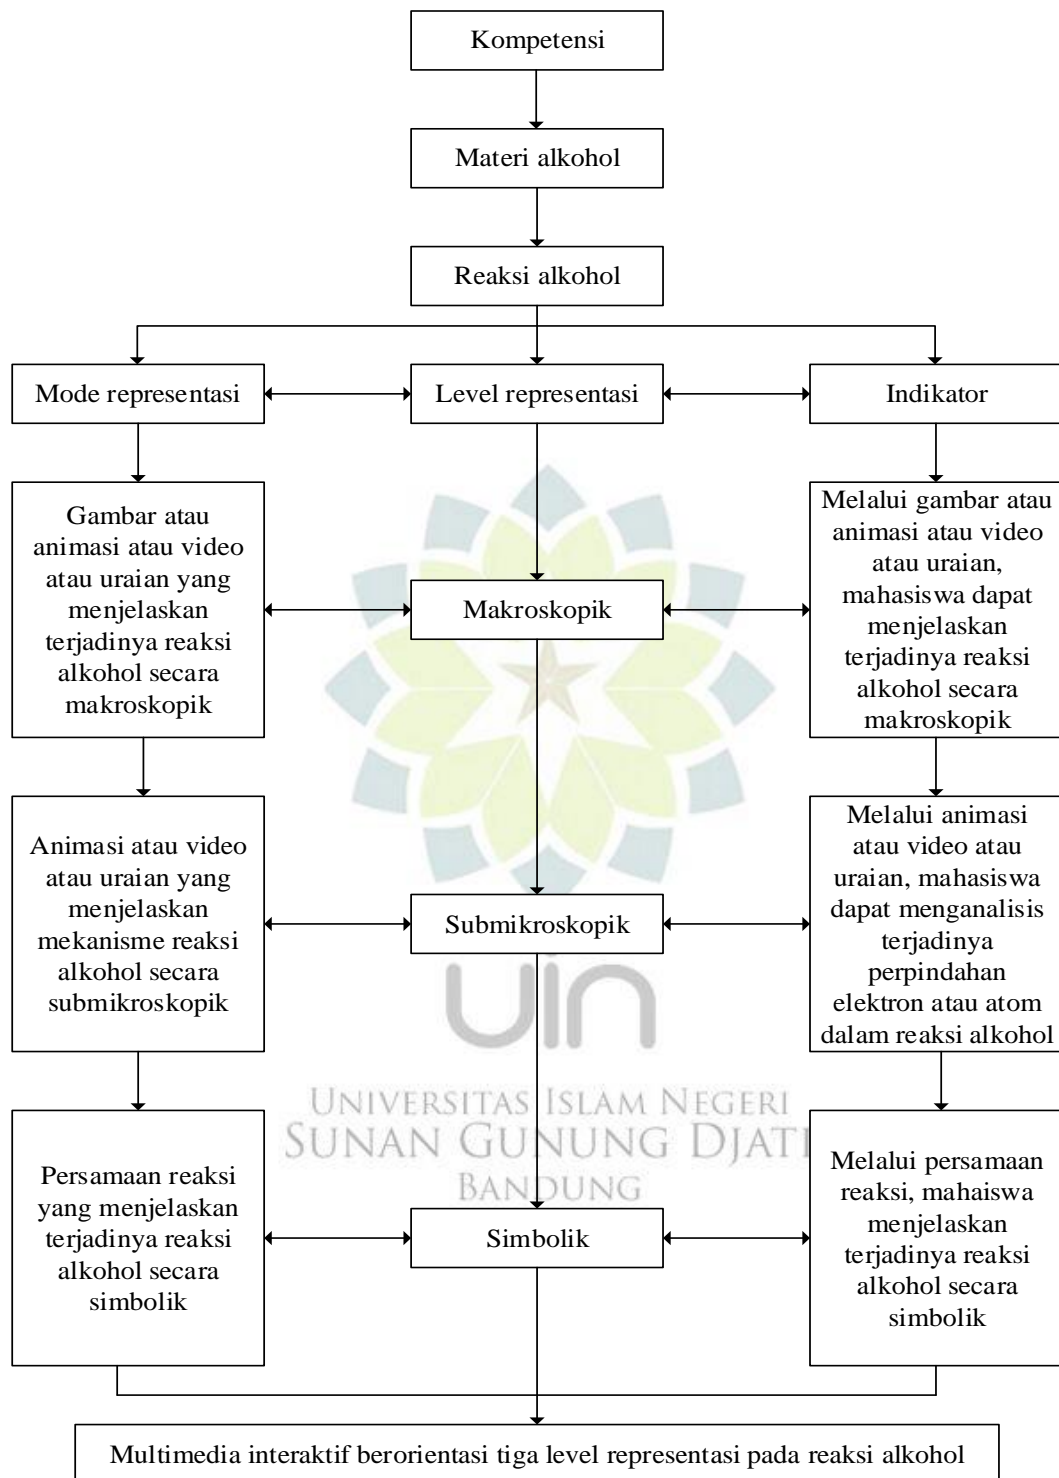 Kompetensi
Materi alkohol
Reaksi alkohol
Mode representasi
Level representasi
Indikator
Gambar atau
animasi atau video
atau uraian yang
menjelaskan
terjadinya reaksi
alkohol secara
makroskopik
Makroskopik
Melalui gambar atau
animasi atau video
atau uraian,
mahasiswa dapat
menjelaskan
terjadinya reaksi
alkohol secara
makroskopik
Animasi atau video
atau uraian yang
menjelaskan
mekanisme reaksi
alkohol secara
submikroskopik
Submikroskopik
Melalui animasi
atau video atau
uraian, mahasiswa
dapat menganalisis
terjadinya
perpindahan
elektron atau atom
dalam reaksi alkohol
uin
UNIVERSITAS ISLAM NEGERI
SUNAN GUNUNG DJATI
BANDUNG
Persamaan reaksi
yang menjelaskan
terjadinya reaksi
alkohol secara
simbolik
Simbolik
Melalui persamaan
reaksi, mahaiswa
menjelaskan
terjadinya reaksi
alkohol secara
simbolik
Multimedia interaktif berorientasi tiga level representasi pada reaksi alkohol